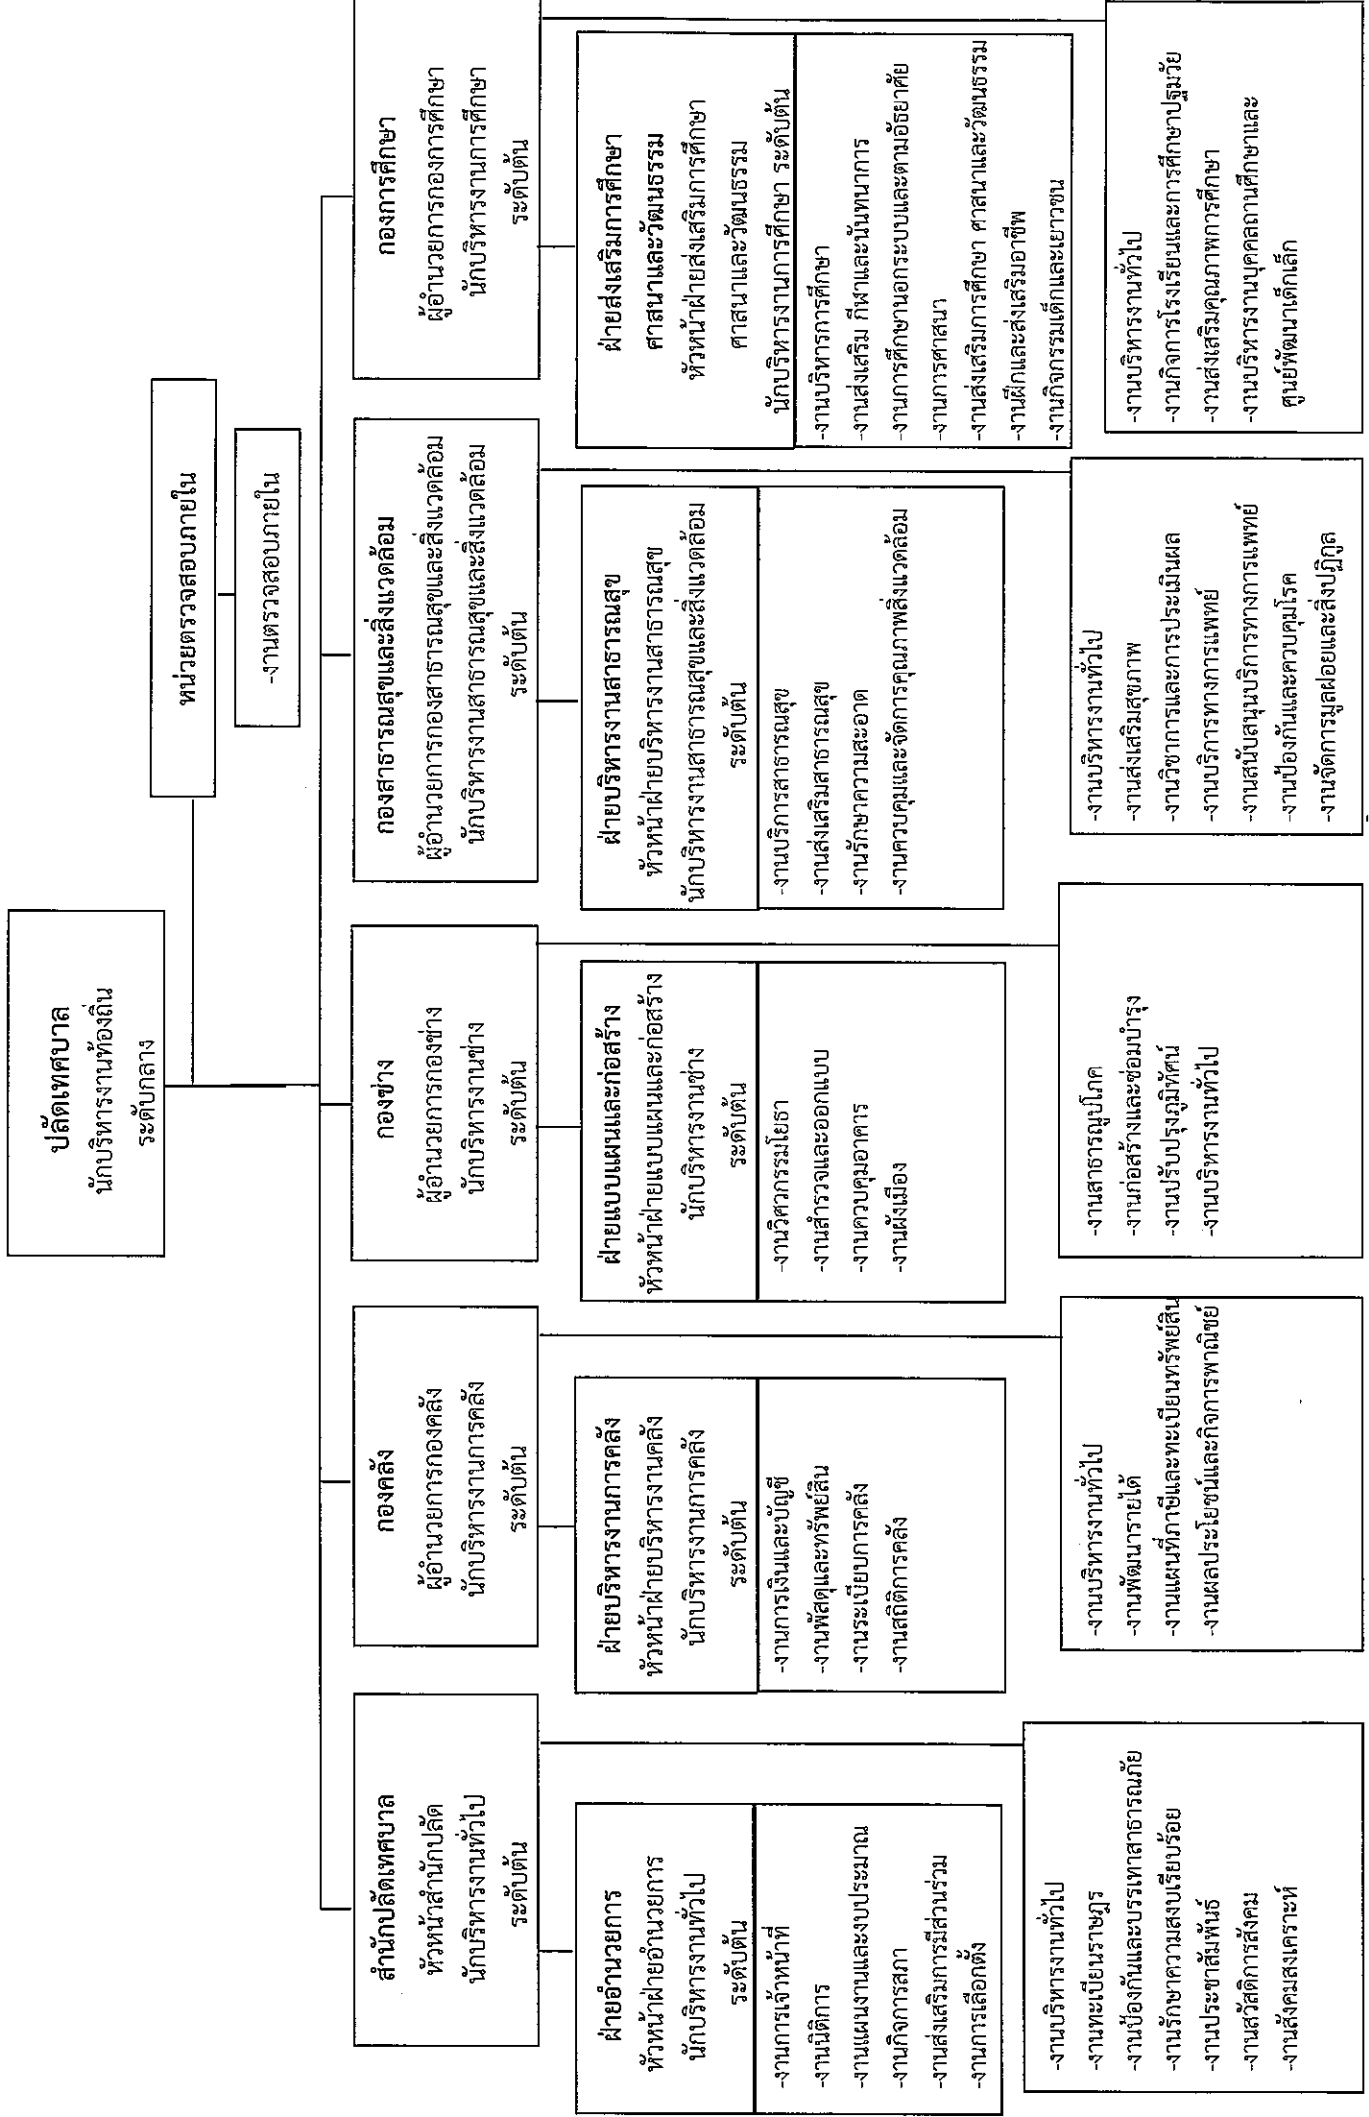 ปลัดเทศบาล
นักบริหารงานท้องถิ่น
ระดับกลาง
หน่วยตรวจสอบภายใน
-งานตรวจสอบภายใน
สำนักปลัดเทศบาล
หัวหน้าสำนักปลัด
นักบริหารงานทั่วไป
ระดับต้น
กองคลัง
ผู้อำนวยการกองคลัง
นักบริหารงานการคลัง
ระดับต้น
กองช่าง
ผู้อำนวยการกองช่าง
นักบริหารงานช่าง
ระดับต้น
กองสาธารณสุขและสิ่งแวดล้อม
ผู้อำนวยการกองสาธารณสุขและสิ่งแวดล้อม
นักบริหารงานสาธารณสุขและสิ่งแวดล้อม
ระดับต้น
กองการศึกษา
ผู้อำนวยการกองการศึกษา
นักบริหารงานการศึกษา
ระดับต้น
ฝ่ายอำนวยการ
หัวหน้าฝ่ายอำนวยการ
นักบริหารงานทั่วไป
ระดับต้น
-งานการเจ้าหน้าที่
-งานนิติการ
-งานแผนงานและงบประมาณ
-งานกิจการสภา
-งานส่งเสริมการมีส่วนร่วม
-งานการเลือกตั้ง
ฝ่ายบริหารงานการคลัง
หัวหน้าฝ่ายบริหารงานคลัง
นักบริหารงานการคลัง
ระดับต้น
-งานการเงินและบัญชี
-งานพัสดุและทรัพย์สิน
-งานระเบียบการคลัง
-งานสถิติการคลัง
ฝ่ายแบบแผนและก่อสร้าง
หัวหน้าฝ่ายแบบแผนและก่อสร้าง
นักบริหารงานช่าง
ระดับต้น
-งานวิศวกรรมโยธา
-งานสำรวจและออกแบบ
-งานควบคุมอาคาร
-งานผังเมือง
ฝ่ายบริหารงานสาธารณสุข
หัวหน้าฝ่ายบริหารงานสาธารณสุข
นักบริหารงานสาธารณสุขและสิ่งแวดล้อม
ระดับต้น
-งานบริการสาธารณสุข
-งานส่งเสริมสาธารณสุข
-งานรักษาความสะอาด
-งานควบคุมและจัดการคุณภาพสิ่งแวดล้อม
ฝ่ายส่งเสริมการศึกษา
ศาสนาและวัฒนธรรม
หัวหน้าฝ่ายส่งเสริมการศึกษา
ศาสนาและวัฒนธรรม
นักบริหารงานการศึกษา ระดับต้น
-งานบริหารการศึกษา
-งานส่งเสริม กีฬาและนันทนาการ
-งานการศึกษานอกระบบและตามอัธยาศัย
-งานการศาสนา
-งานส่งเสริมการศึกษา ศาสนาและวัฒนธรรม
-งานฝึกและส่งเสริมอาชีพ
-งานกิจกรรมเด็กและเยาวชน
-งานบริหารงานทั่วไป
-งานทะเบียนราษฎร
-งานป้องกันและบรรเทาสาธารณภัย
-งานรักษาความสงบเรียบร้อย
-งานประชาสัมพันธ์
-งานสวัสดิการสังคม
-งานสังคมสงเคราะห์
-งานบริหารงานทั่วไป
-งานพัฒนารายได้
-งานแผนที่ภาษีและทะเบียนทรัพย์สิน
-งานผลประโยชน์และกิจการพาณิชย์
-งานสาธารณูปโภค
-งานก่อสร้างและซ่อมบำรุง
-งานปรับปรุงภูมิทัศน์
-งานบริหารงานทั่วไป
-งานบริหารงานทั่วไป
-งานส่งเสริมสุขภาพ
-งานวิชาการและการประเมินผล
-งานบริการทางการแพทย์
-งานสนับสนุนบริการทางการแพทย์
-งานป้องกันและควบคุมโรค
-งานจัดการมูลฝอยและสิ่งปฏิกูล
-งานบริหารงานทั่วไป
-งานกิจการโรงเรียนและการศึกษาปฐมวัย
-งานส่งเสริมคุณภาพการศึกษา
-งานบริหารงานบุคคลสถานศึกษาและ
ศูนย์พัฒนาเด็กเล็ก